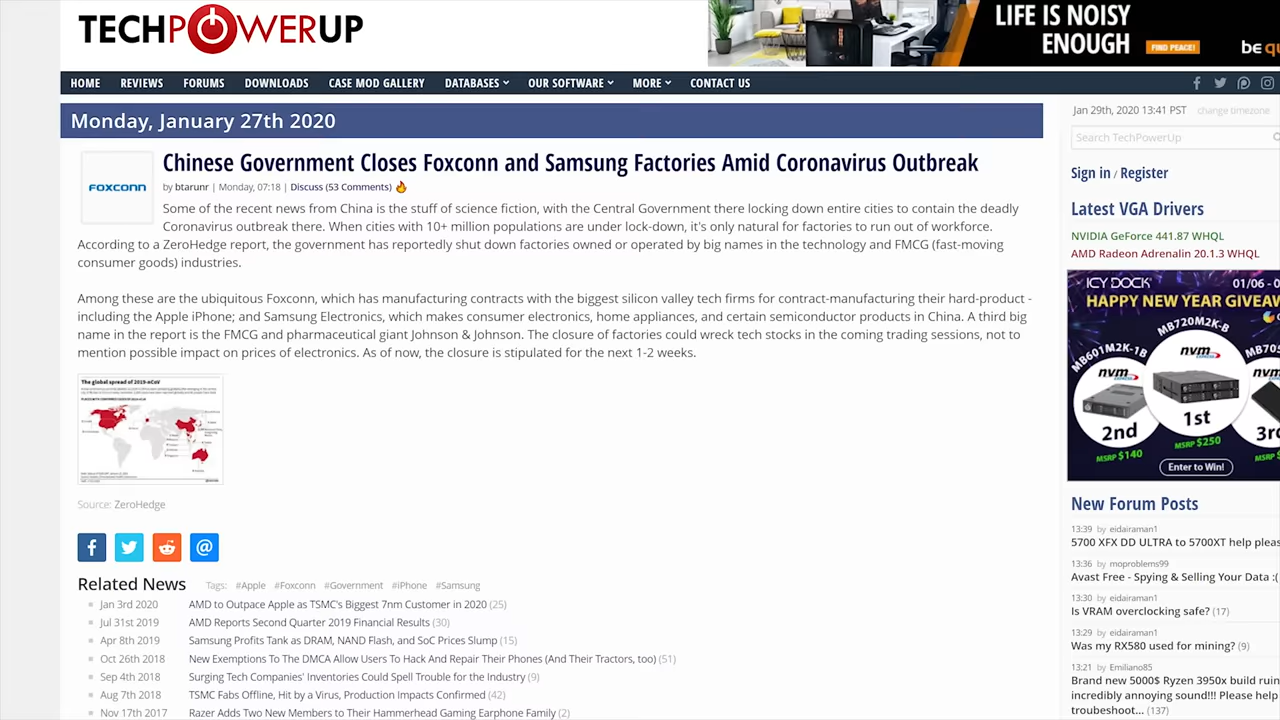 TECHPOWERUP
LIFE IS NOISY
ENOUGH
FIND PEACE!
be qu
HOME REVIEWS FORUMS DOWNLOADS CASE MOD GALLERY DATABASES OUR SOFTWARE MORE CONTACT US
Monday, January 27th 2020
Jan 29th, 2020 13:41 PST change timezone
Search TechPowerUp
FOXCONN
Chinese Government Closes Foxconn and Samsung Factories Amid Coronavirus Outbreak
by btarunr | Monday, 07:18 | Discuss (53 Comments)
Some of the recent news from China is the stuff of science fiction, with the Central Government there locking down entire cities to contain the deadly
Coronavirus outbreak there. When cities with 10+ million populations are under lock-down, it's only natural for factories to run out of workforce.
According to a ZeroHedge report, the government has reportedly shut down factories owned or operated by big names in the technology and FMCG (fast-moving
consumer goods) industries.
Among these are the ubiquitous Foxconn, which has manufacturing contracts with the biggest silicon valley tech firms for contract-manufacturing their hard-product -
including the Apple iPhone; and Samsung Electronics, which makes consumer electronics, home appliances, and certain semiconductor products in China. A third big
name in the report is the FMCG and pharmaceutical giant Johnson & Johnson. The closure of factories could wreck tech stocks in the coming trading sessions, not to
mention possible impact on prices of electronics. As of now, the closure is stipulated for the next 1-2 weeks.
The global spread of 2019-nCoV
Source: ZeroHedge
Related News Tags: #Apple #Foxconn #Government #iPhone #Samsung
Jan 3rd 2020 AMD to Outpace Apple as TSMC's Biggest 7nm Customer in 2020 (25)
Jul 31st 2019 AMD Reports Second Quarter 2019 Financial Results (30)
Apr 8th 2019 Samsung Profits Tank as DRAM, NAND Flash, and SoC Prices Slump (15)
Oct 26th 2018 New Exemptions To The DMCA Allow Users To Hack And Repair Their Phones (And Their Tractors, too) (51)
Sep 4th 2018 Surging Tech Companies' Inventories Could Spell Trouble for the Industry (9)
Aug 7th 2018 TSMC Fabs Offline, Hit by a Virus, Production Impacts Confirmed (42)
Nov 17th 2017 Razer Adds Two New Members to Their Hammerhead Gaming Earphone Family (2)
Sign in / Register
Latest VGA Drivers
NVIDIA GeForce 441.87 WHQL
AMD Radeon Adrenalin 20.1.3 WHQL
ICY DOCK 01/06 - 0
HAPPY NEW YEAR GIVEAW
MB601M2K-1B MB720M2K-B MB705
nvm EXPRESS nvm EXPRESS nvm
2nd 1st 3r
MSRP $140 MSRP $250 MSRP $
Enter to Win!
New Forum Posts
13:39 by eidairaman1
5700 XFX DD ULTRA to 5700XT help pleas
13:36 by moproblems99
Avast Free - Spying & Selling Your Data :(
13:30 by eidairaman1
Is VRAM overclocking safe? (17)
13:29 by eidairaman1
Was my RX580 used for mining? (9)
13:21 by Emiliano85
Brand new 5000$ Ryzen 3950x build ruin
incredibly annoying sound!!! Please help
troubeshoot... (137)